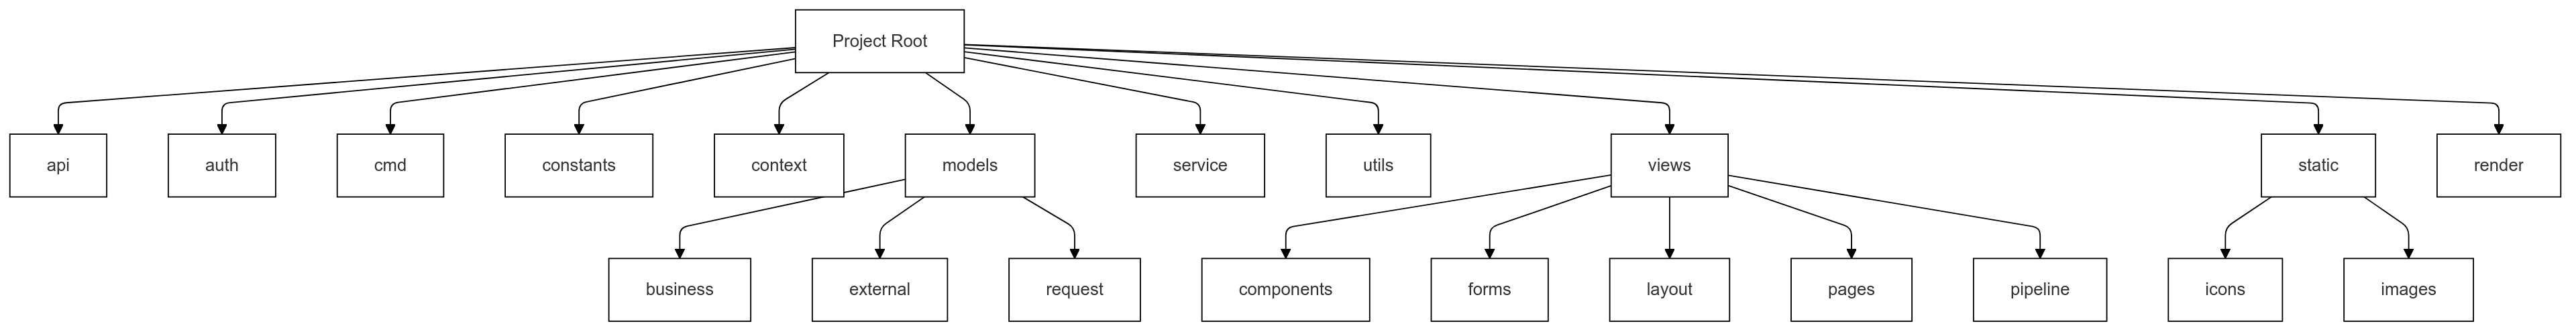 Project Root
api
auth
cmd
constants
context
models
service
utils
views
static
render
business
external
request
components
forms
layout
pages
pipeline
icons
images